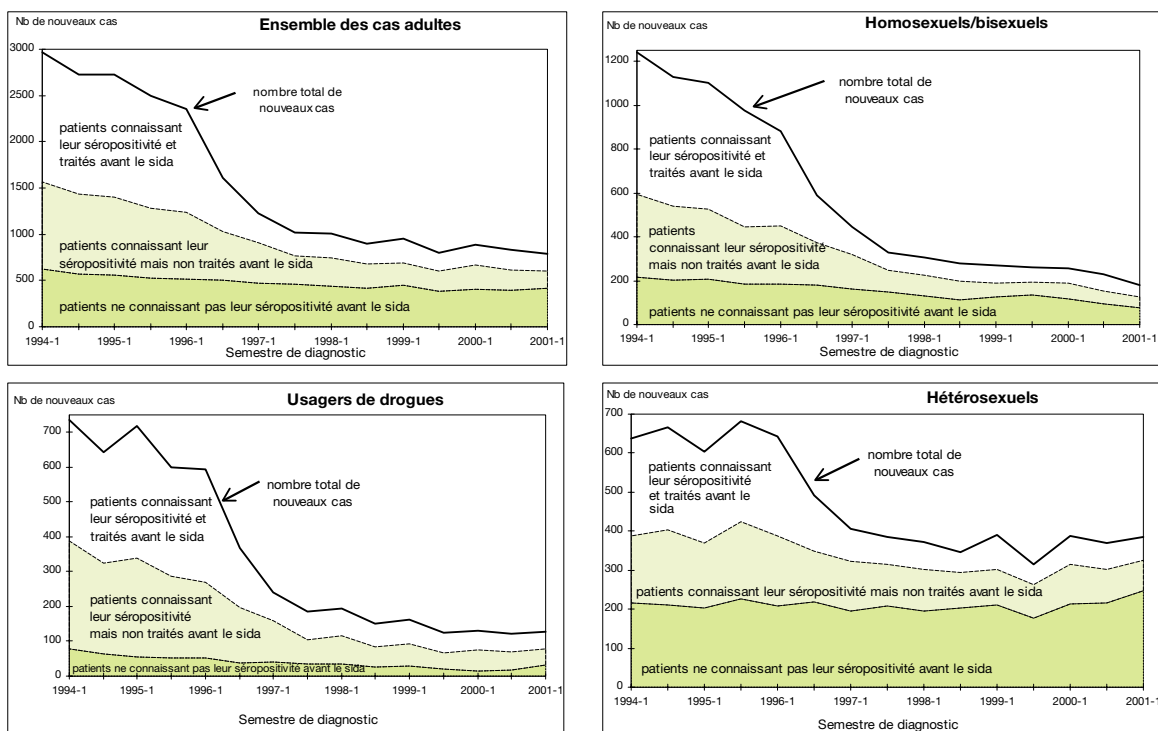 Nb de nouveaux cas
Ensemble des cas adultes
3000
2500
2000
1500
1000
500
0
nombre total de
nouveaux cas
patients connaissant
leur séropositivité et
traités avant le sida
patients connaissant leur
séropositivité mais non traités avant le sida
patients ne connaissant pas leur séropositivité avant le sida
1994-1 1995-1 1996-1 1997-1 1998-1 1999-1 2000-1 2001-1
Semestre de diagnostic
Nb de nouveaux cas
Homosexuels/bisexuels
1200
1000
800
600
400
200
0
nombre total de
nouveaux cas
patients connaissant
leur séropositivité et
traités avant le sida
patients
connaissant leur séropositivité
mais non traités avant le sida
patients ne connaissant pas leur séropositivité avant le sida
1994-1 1995-1 1996-1 1997-1 1998-1 1999-1 2000-1 2001-1
Semestre de diagnostic
Nb de nouveaux cas
Usagers de drogues
700
600
500
400
300
200
100
0
nombre total de
nouveaux cas
patients connaissant
leur séropositivité et
traités avant le sida
patients connaissant
leur séropositivité
mais non traités avant le sida
patients ne connaissant pas leur séropositivité avant le sida
1994-1 1995-1 1996-1 1997-1 1998-1 1999-1 2000-1 2001-1
Semestre de diagnostic
Nb de nouveaux cas
Hétérosexuels
700
600
500
400
300
200
100
0
nombre total de
nouveaux cas
patients connaissant
leur séropositivité
et traités avant le
sida
patients connaissant leur séropositivité mais non traités avant le sida
patients ne connaissant pas leur séropositivité avant le sida
1994-1 1995-1 1996-1 1997-1 1998-1 1999-1 2000-1 2001-1
Semestre de diagnostic